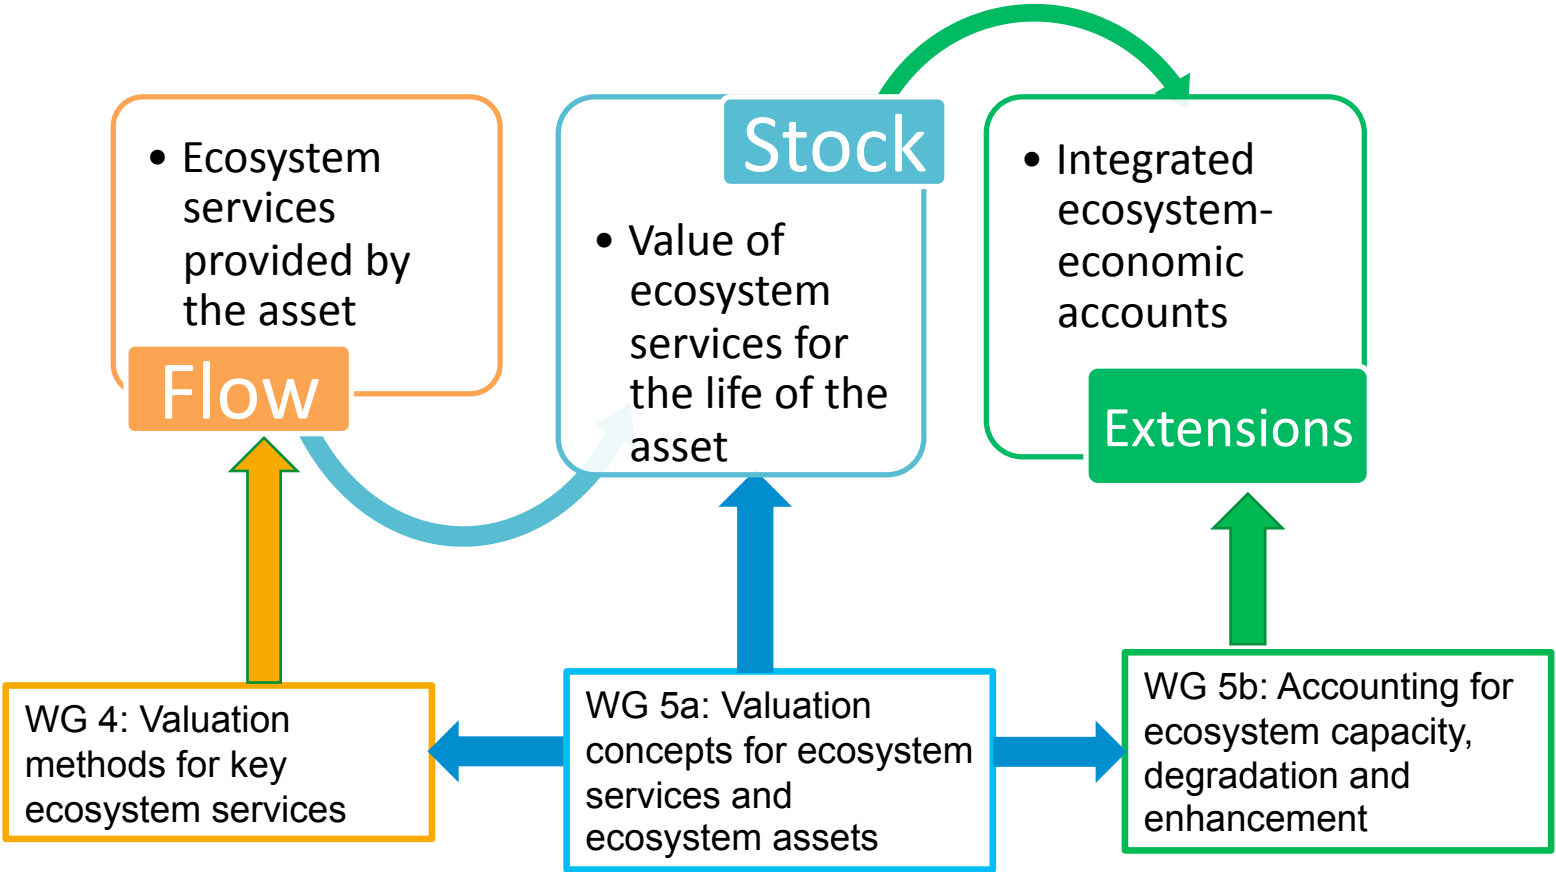 • Ecosystem
services
provided by
the asset
Flow
Stock
• Value of
ecosystem
services for
the life of the
asset
• Integrated
ecosystem-
economic
accounts
Extensions
WG 4: Valuation
methods for key
ecosystem services
WG 5a: Valuation
concepts for ecosystem
services and
ecosystem assets
WG 5b: Accounting for
ecosystem capacity,
degradation and
enhancement